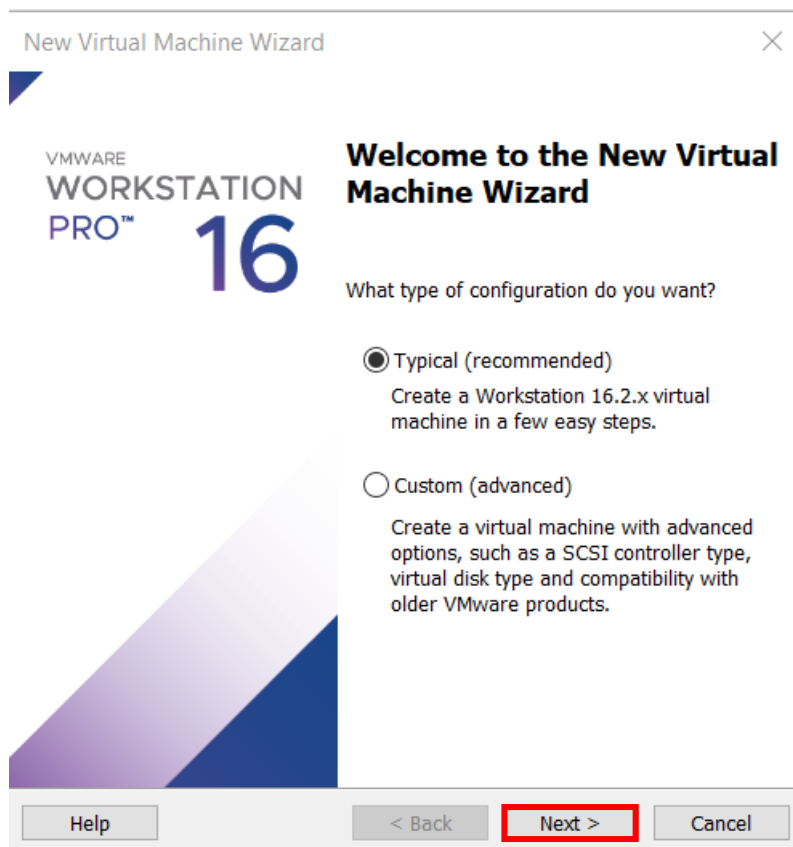 New Virtual Machine Wizard
VMWARE
WORKSTATION
PRO™ 16
Welcome to the New Virtual
Machine Wizard
What type of configuration do you want?
Typical (recommended)
Create a Workstation 16.2.x virtual
machine in a few easy steps.
Custom (advanced)
Create a virtual machine with advanced
options, such as a SCSI controller type,
virtual disk type and compatibility with
older VMware products.
Help < Back Next > Cancel